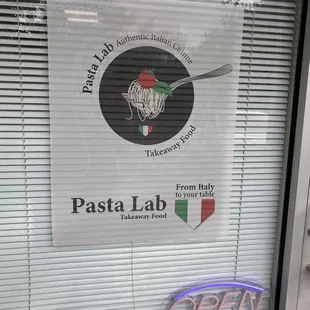 Pasta Lab Authentic Italian Cuisine
Takeaway Food
Pasta Lab
Takeaway Food
From Italy
to your table
OPEN